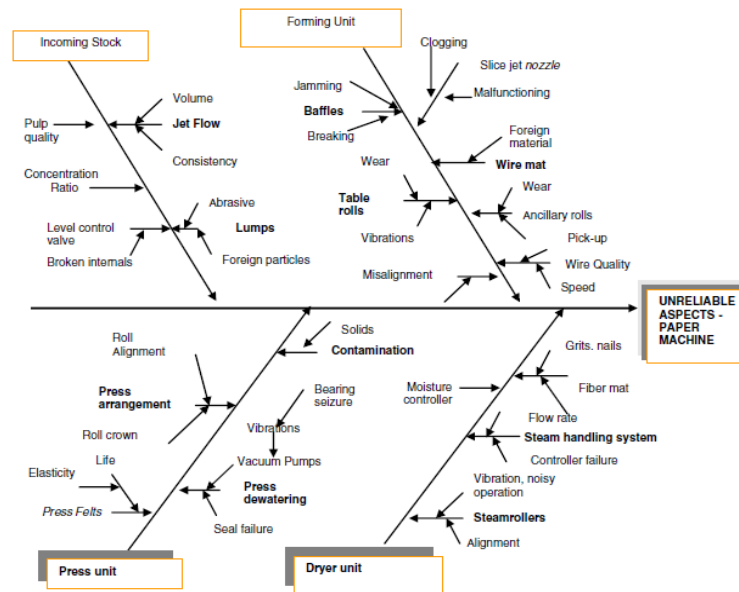 Incoming Stock
Forming Unit
Clogging
Slice jet nozzle
Malfunctioning
Jamming
Baffles
Breaking
Volume
Jet Flow
Pulp
quality
Consistency
Foreign
material
Wire mat
Wear
Table
rolls
Vibrations
Wear
Ancillary rolls
Concentration
Ratio
Abrasive
Lumps
Level control
valve
Broken internals
Foreign particles
Pick-up
Wire Quality
Speed
Misalignment
UNRELIABLE
ASPECTS -
PAPER
MACHINE
Roll
Alignment
Solids
Contamination
Press
arrangement
Roll crown
Bearing
seizure
Vibrations
Vacuum Pumps
Press
dewatering
Seal failure
Life
Elasticity
Press Felts
Press unit
Grits. nails
Moisture
controller
Fiber mat
Flow rate
Steam handling system
Controller failure
Vibration, noisy
operation
Steamrollers
Alignment
Dryer unit